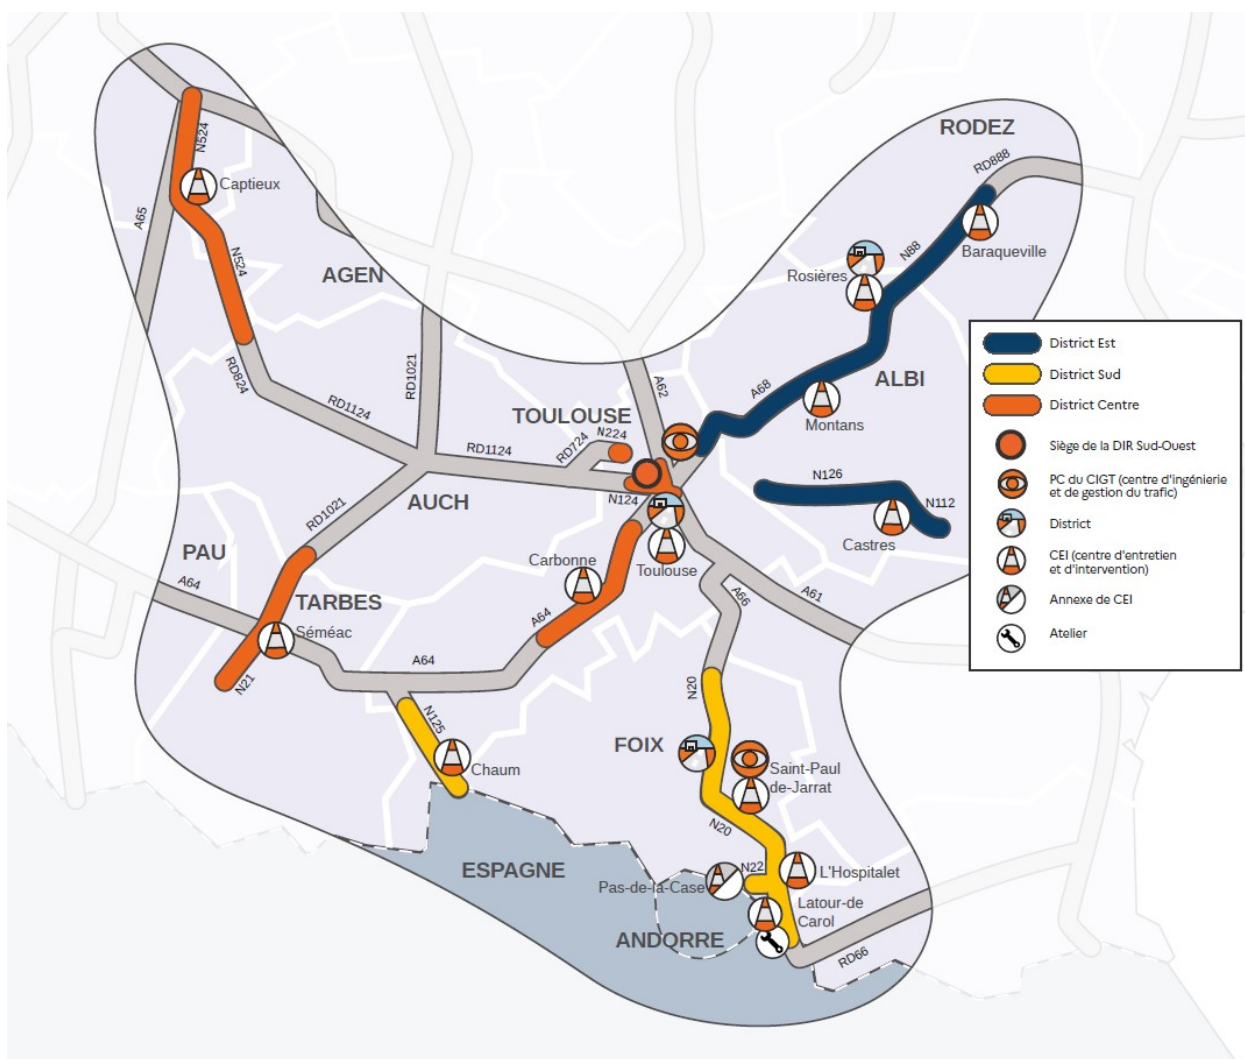 RODEZ
RD888
N524
Captieux
A65
N88
Baraqueville
Rosières
N524
AGEN
District Est
District Sud
District Centre
Siège de la DIR Sud-Ouest
PC du CIGT (centre d'ingénierie
et de gestion du trafic)
District
CEI (centre d'entretien
et d'intervention)
Annexe de CEI
Atelier
RD824
RD1021
A62
A68
ALBI
RD1124
TOULOUSE
Montans
N224
RD724
RD1124
N126
N124
N112
AUCH
RD1021
Castres
PAU
Carbonne
Toulouse
A64
A66
A61
TARBES
Séméac
A64
A64
N21
N20
N125
FOIX
Chaum
Saint-Paul
de-Jarrat
N20
ESPAGNE
N22
L'Hospitalet
Pas-de-la-Case
Latour-de
Carol
ANDORRE
RD66